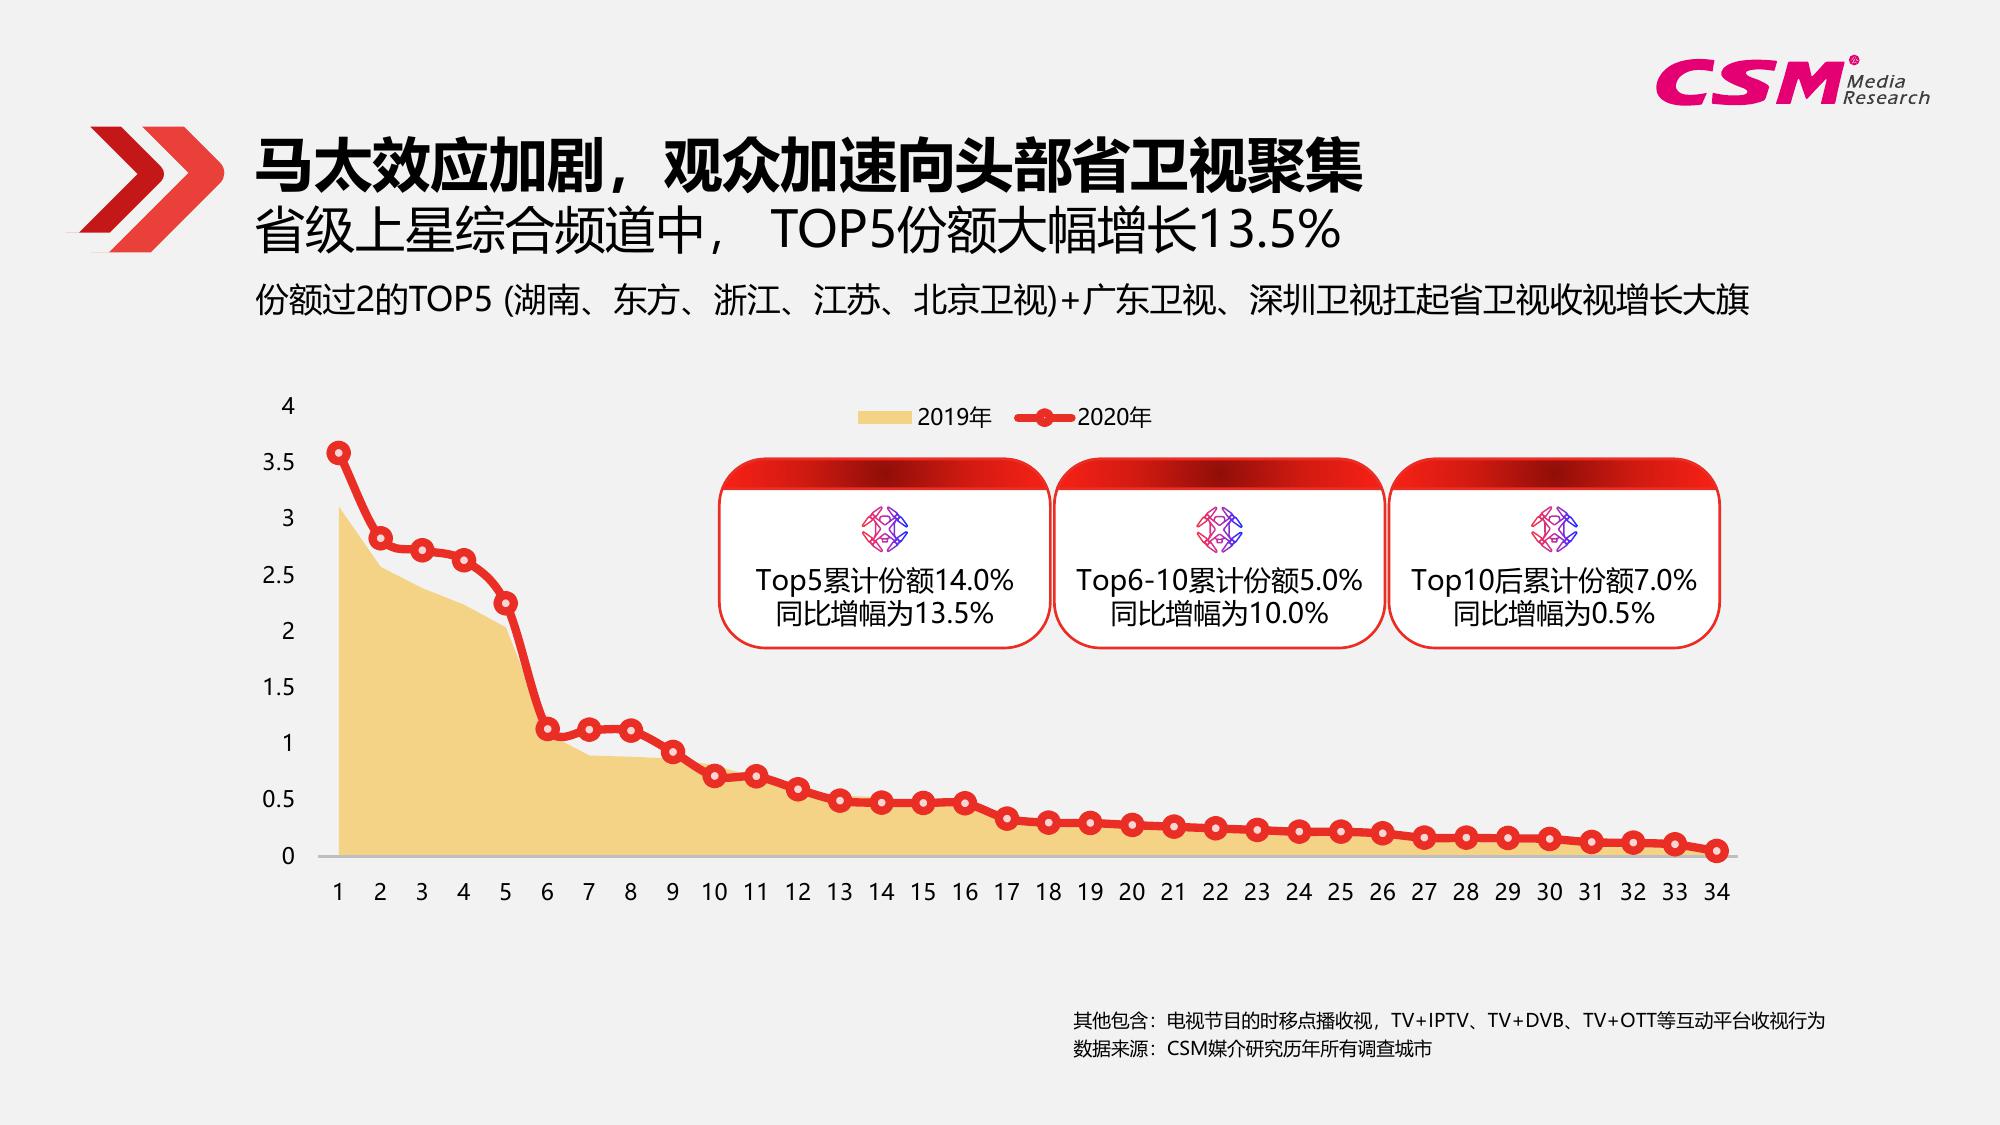 CSM Media
Research
马太效应加剧，观众加速向头部省卫视聚集
省级上星综合频道中， TOP5份额大幅增长13.5%
份额过2的TOP5 (湖南、东方、浙江、江苏、北京卫视)+广东卫视、深圳卫视扛起省卫视收视增长大旗
2019年 2020年
4
3.5
3
2.5
2
1.5
1
0.5
0
Top5累计份额14.0%
同比增幅为13.5%
Top6-10累计份额5.0%
同比增幅为10.0%
Top10后累计份额7.0%
同比增幅为0.5%
1 2 3 4 5 6 7 8 9 10 11 12 13 14 15 16 17 18 19 20 21 22 23 24 25 26 27 28 29 30 31 32 33 34
其他包含：电视节目的时移点播收视，TV+IPTV、TV+DVB、TV+OTT等互动平台收视行为
数据来源：CSM媒介研究历年所有调查城市